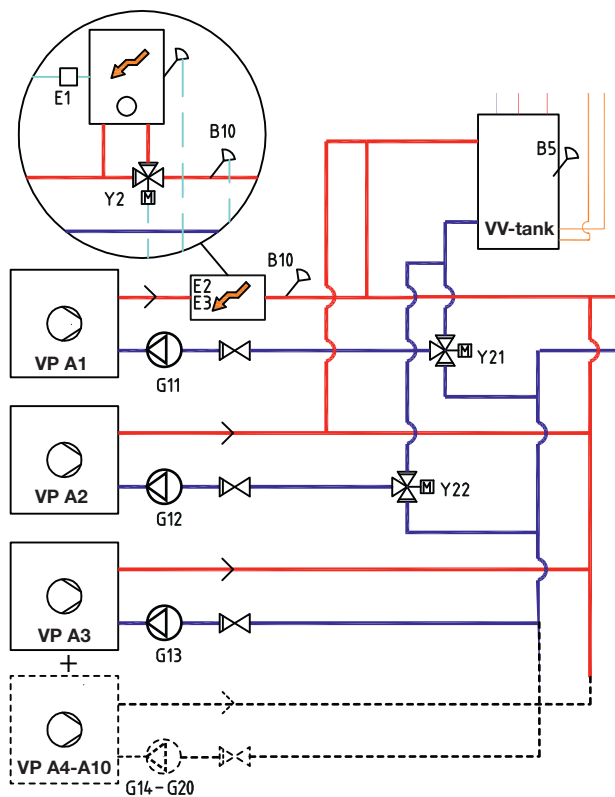 E1
B10
Y2
M
B5
VV-tank
B10
E2
E3
VP A1
G11
M
Y21
VP A2
G12
M
Y22
VP A3
G13
+
VP A4-A10
G14-G20